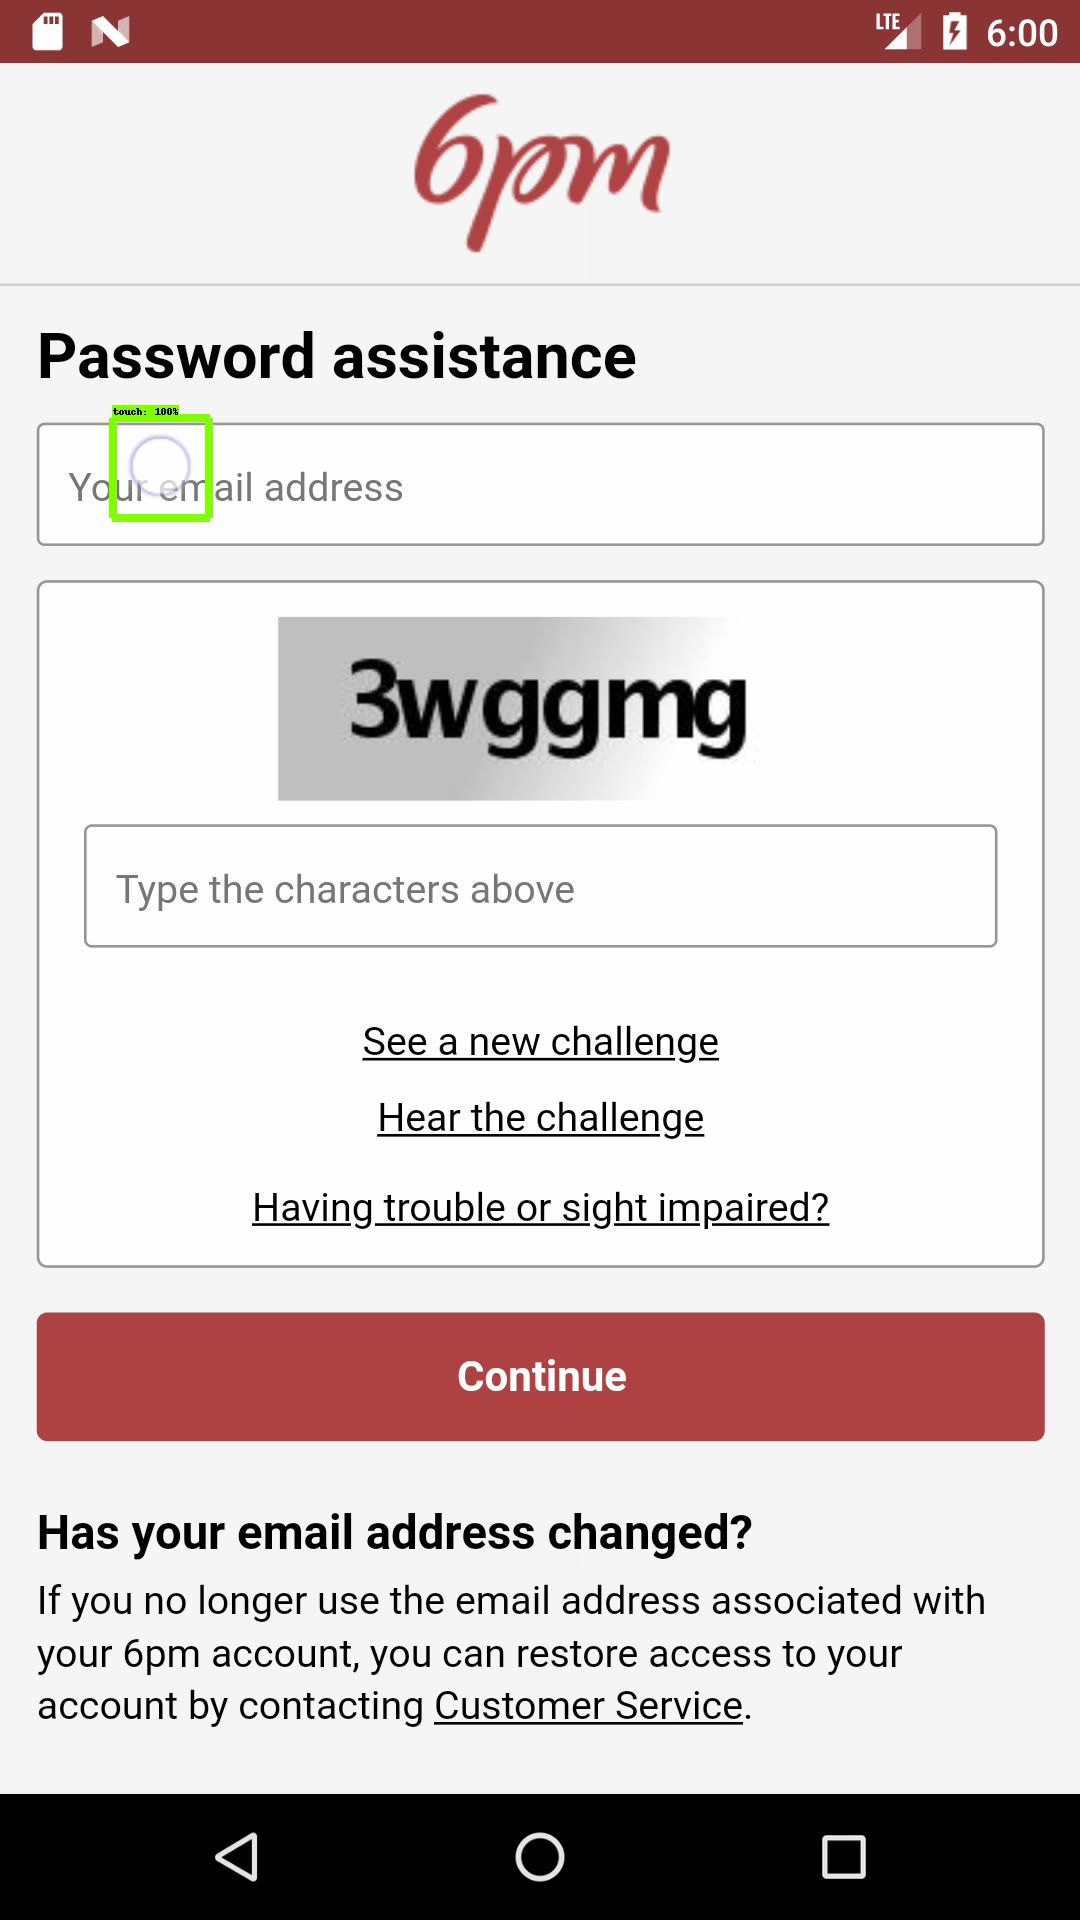 LTE 6:00
6pm
Password assistance
touch: 100%
Your email address
3wggmg
Type the characters above
See a new challenge
Hear the challenge
Having trouble or sight impaired?
Continue
Has your email address changed?
If you no longer use the email address associated with
your 6pm account, you can restore access to your
account by contacting Customer Service.